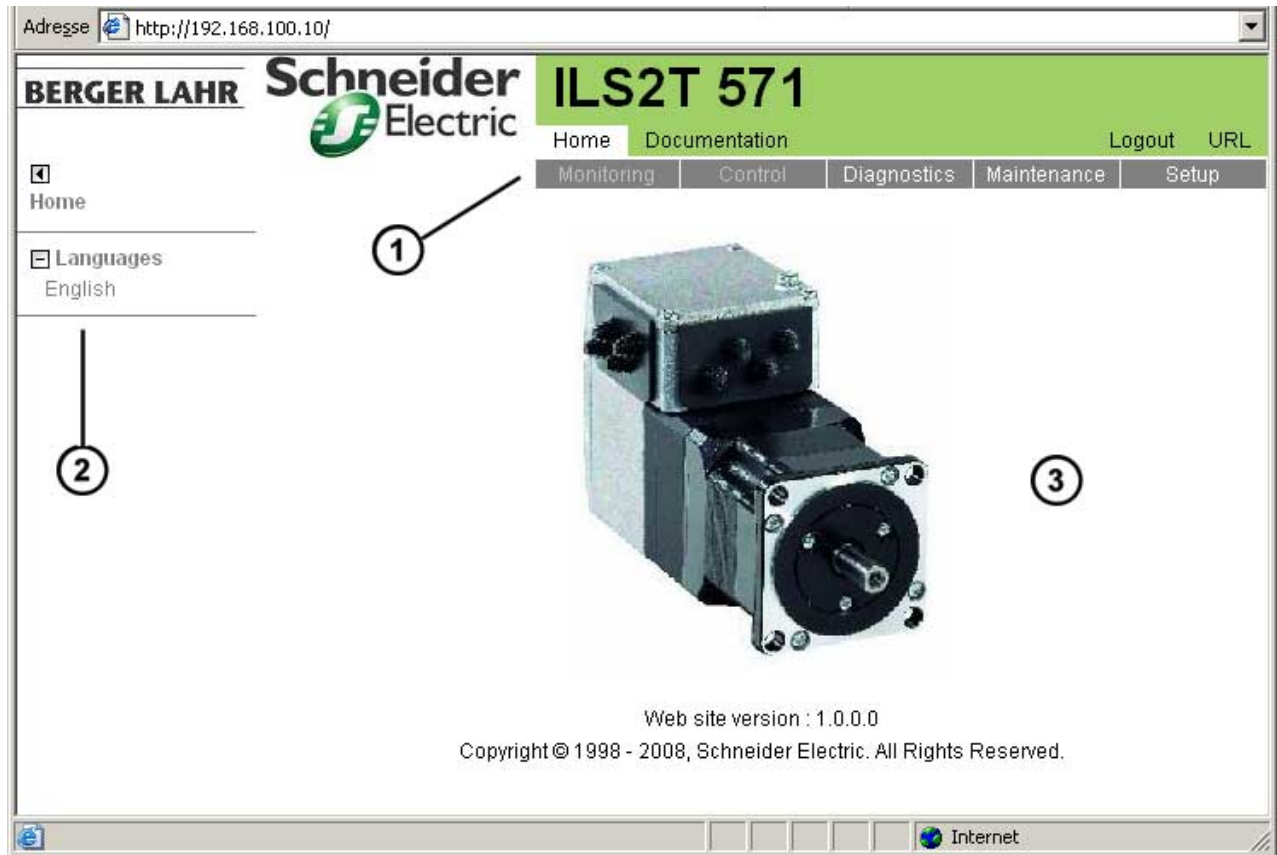 Adresse http://192.168.100.10/
BERGER LAHR
Schneider
Electric
ILS2T 571
Home Documentation Logout URL
Monitoring Control Diagnostics Maintenance Setup
Home
Languages
English
1
2
3
Web site version : 1.0.0.0
Copyright © 1998 - 2008, Schneider Electric. All Rights Reserved.
Internet